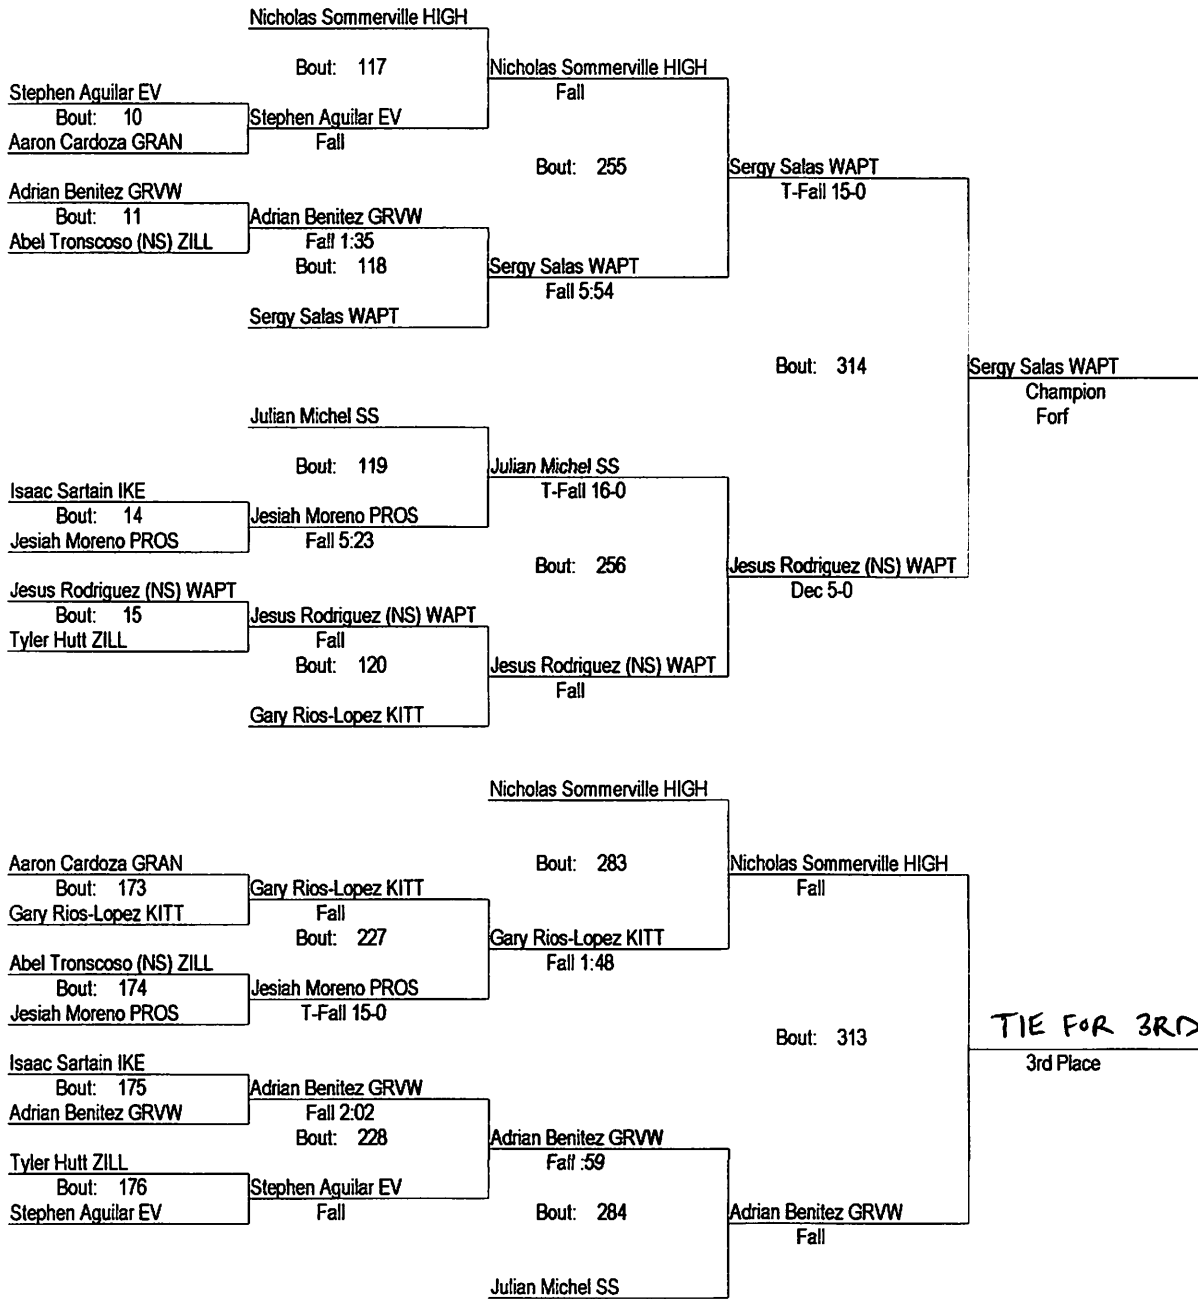 Nicholas Sommerville HIGH
Bout: 117
Nicholas Sommerville HIGH
Fall
Stephen Aguilar EV
Bout: 10
Aaron Cardoza GRAN
Stephen Aguilar EV
Fall
Bout: 255
Sergy Salas WAPT
T-Fall 15-0
Adrian Benitez GRVW
Bout: 11
Abel Tronscoso (NS) ZILL
Adrian Benitez GRVW
Fall 1:35
Bout: 118
Sergy Salas WAPT
Fall 5:54
Sergy Salas WAPT
Bout: 314
Sergy Salas WAPT
Champion
Forf
Julian Michel SS
Bout: 119
Julian Michel SS
T-Fall 16-0
Isaac Sartain IKE
Bout: 14
Jesiah Moreno PROS
Jesiah Moreno PROS
Fall 5:23
Bout: 256
Jesus Rodriguez (NS) WAPT
Dec 5-0
Jesus Rodriguez (NS) WAPT
Bout: 15
Tyler Hutt ZILL
Jesus Rodriguez (NS) WAPT
Fall
Bout: 120
Jesus Rodriguez (NS) WAPT
Fall
Gary Rios-Lopez KITT
Nicholas Sommerville HIGH
Bout: 283
Nicholas Sommerville HIGH
Fall
Aaron Cardoza GRAN
Bout: 173
Gary Rios-Lopez KITT
Gary Rios-Lopez KITT
Fall
Bout: 227
Gary Rios-Lopez KITT
Fall 1:48
Abel Tronscoso (NS) ZILL
Bout: 174
Jesiah Moreno PROS
Jesiah Moreno PROS
T-Fall 15-0
Bout: 313
TIE FOR 3RD
3rd Place
Isaac Sartain IKE
Bout: 175
Adrian Benitez GRVW
Adrian Benitez GRVW
Fall 2:02
Bout: 228
Adrian Benitez GRVW
Fall :59
Tyler Hutt ZILL
Bout: 176
Stephen Aguilar EV
Stephen Aguilar EV
Fall
Bout: 284
Adrian Benitez GRVW
Fall
Julian Michel SS